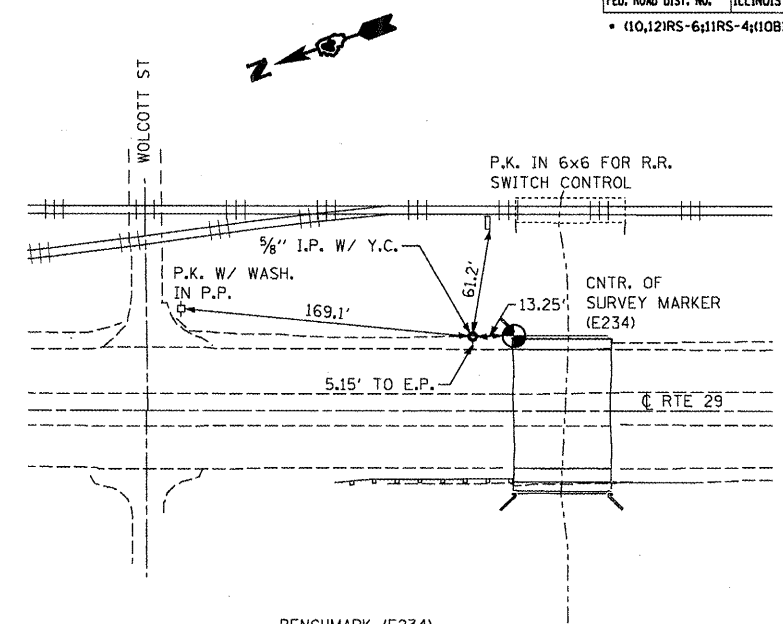 FED. ROAD DIST. NO. ILLINOIS
• (10,12)RS-6;11RS-4;(10B
N
WOLCOTT ST
P.K. IN 6x6 FOR R.R.
SWITCH CONTROL
⅝'' I.P. W/ Y.C.
P.K. W/ WASH.
IN P.P.
61.2'
169.1'
13.25'
CNTR. OF
SURVEY MARKER
(E234)
5.15' TO E.P.
℄ RTE 29
BENCHMARK (E234)